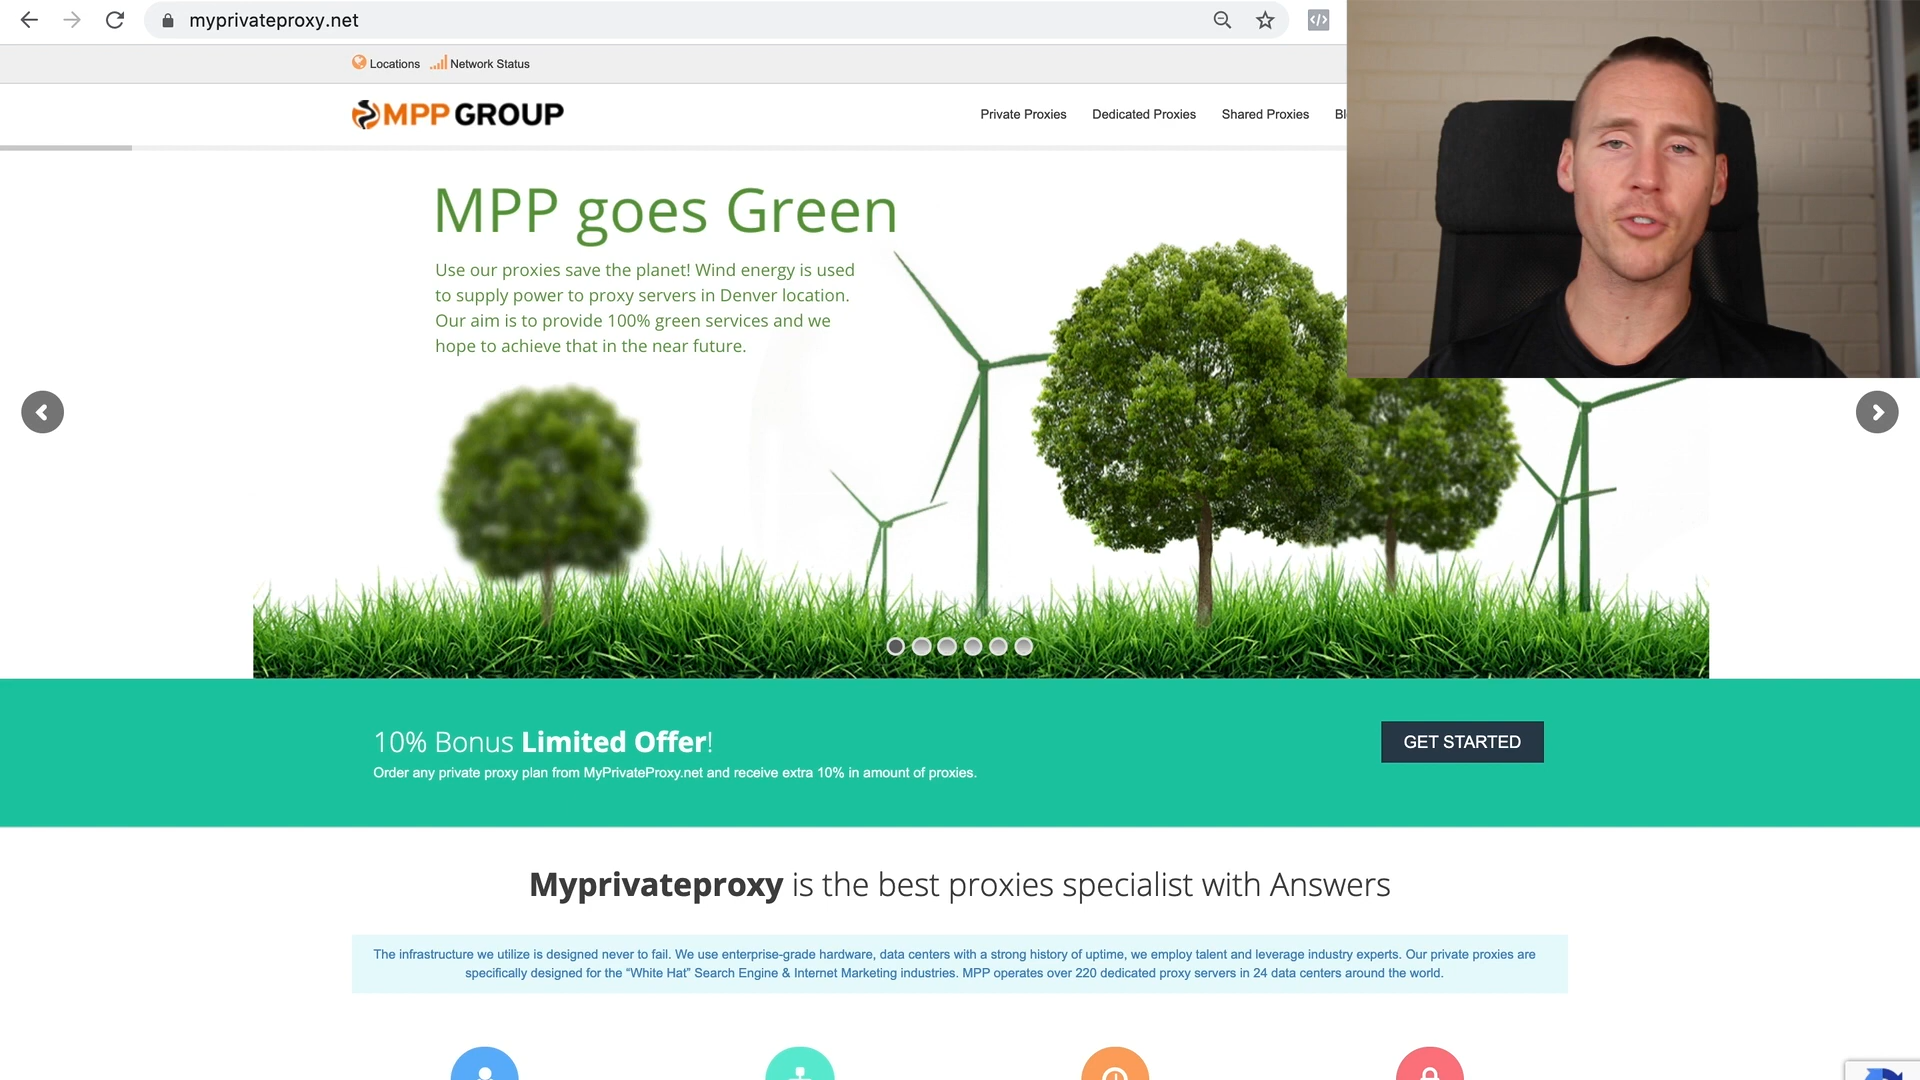 myprivateproxy.net
Locations
Network Status
MPP GROUP
Private Proxies
Dedicated Proxies
Shared Proxies
MPP goes Green
Use our proxies save the planet! Wind energy is used
to supply power to proxy servers in Denver location.
Our aim is to provide 100% green services and we
hope to achieve that in the near future.
10% Bonus Limited Offer!
Order any private proxy plan from MyPrivateProxy.net and receive extra 10% in amount of proxies.
GET STARTED
Myprivateproxy is the best proxies specialist with Answers
The infrastructure we utilize is designed never to fail. We use enterprise-grade hardware, data centers with a strong history of uptime, we employ talent and leverage industry experts. Our private proxies are
specifically designed for the “White Hat” Search Engine & Internet Marketing industries. MPP operates over 220 dedicated proxy servers in 24 data centers around the world.